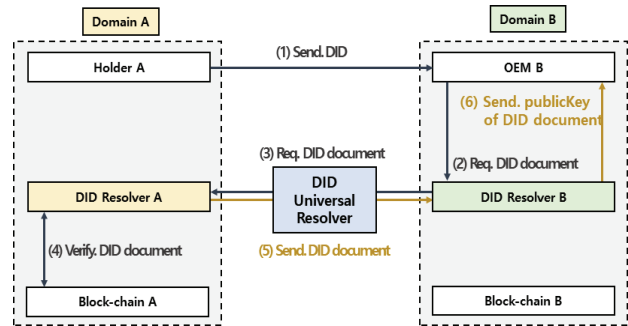 Domain A
Domain B
(1) Send. DID
Holder A
OEM B
(6) Send. publicKey
of DID document
(3) Req. DID document
(2) Req. DID document
DID
Universal
Resolver
DID Resolver A
DID Resolver B
(4) Verify. DID document
(5) Send. DID document
Block-chain A
Block-chain B